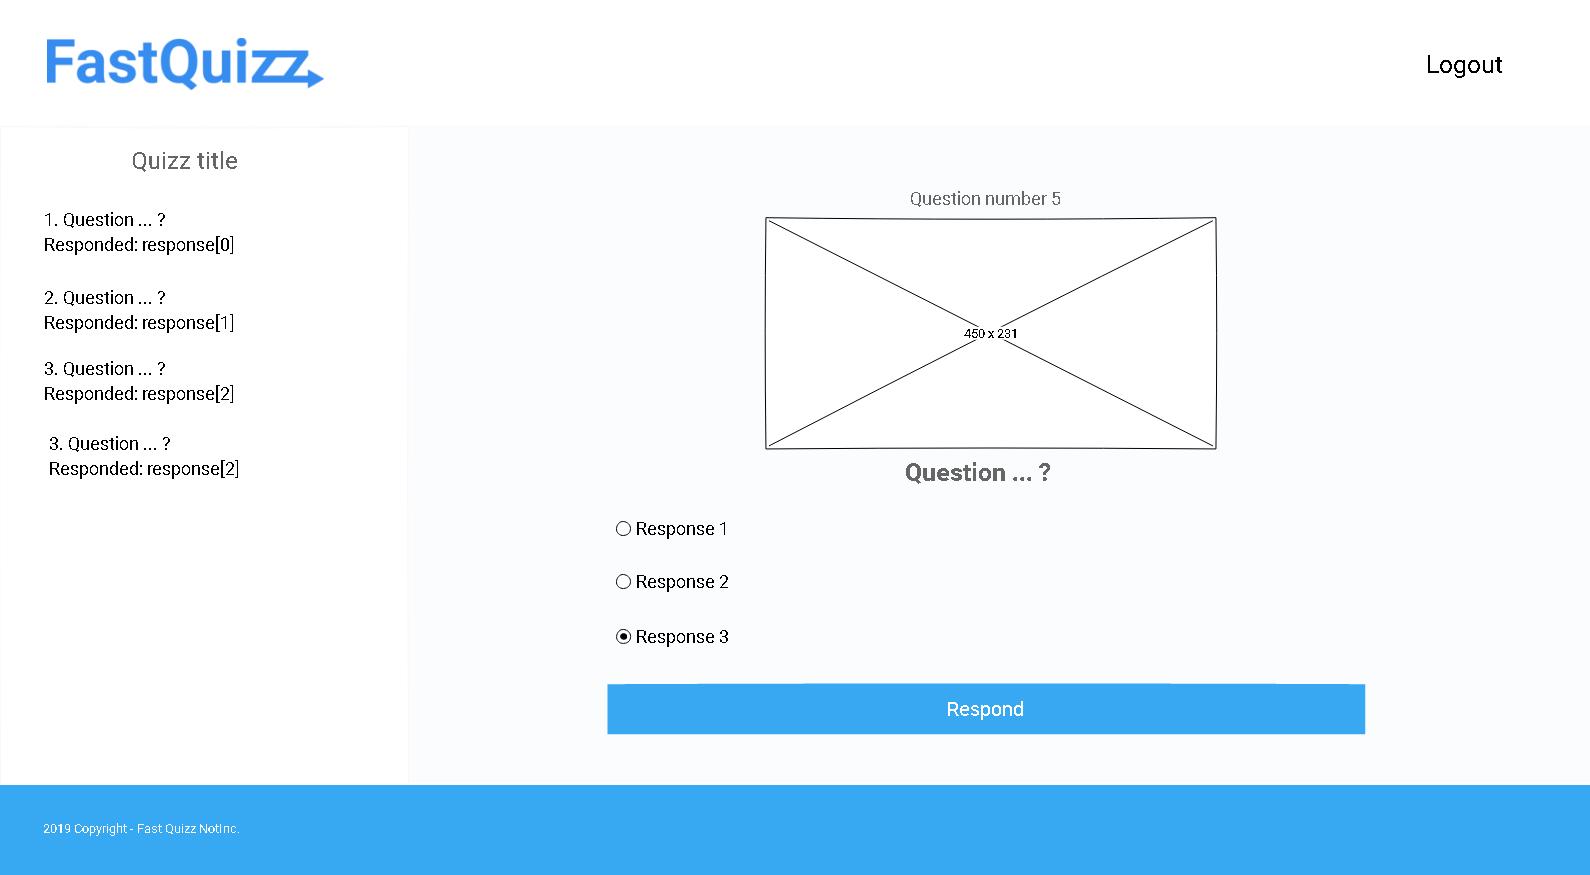 FastQuizz
Logout
Quizz title
1. Question ... ?
Responded: response[0]
2. Question ... ?
Responded: response[1]
3. Question ... ?
Responded: response[2]
3. Question ... ?
Responded: response[2]
Question number 5
450 x 231
Question ... ?
Response 1
Response 2
Response 3
Respond
2019 Copyright - Fast Quizz NotInc.